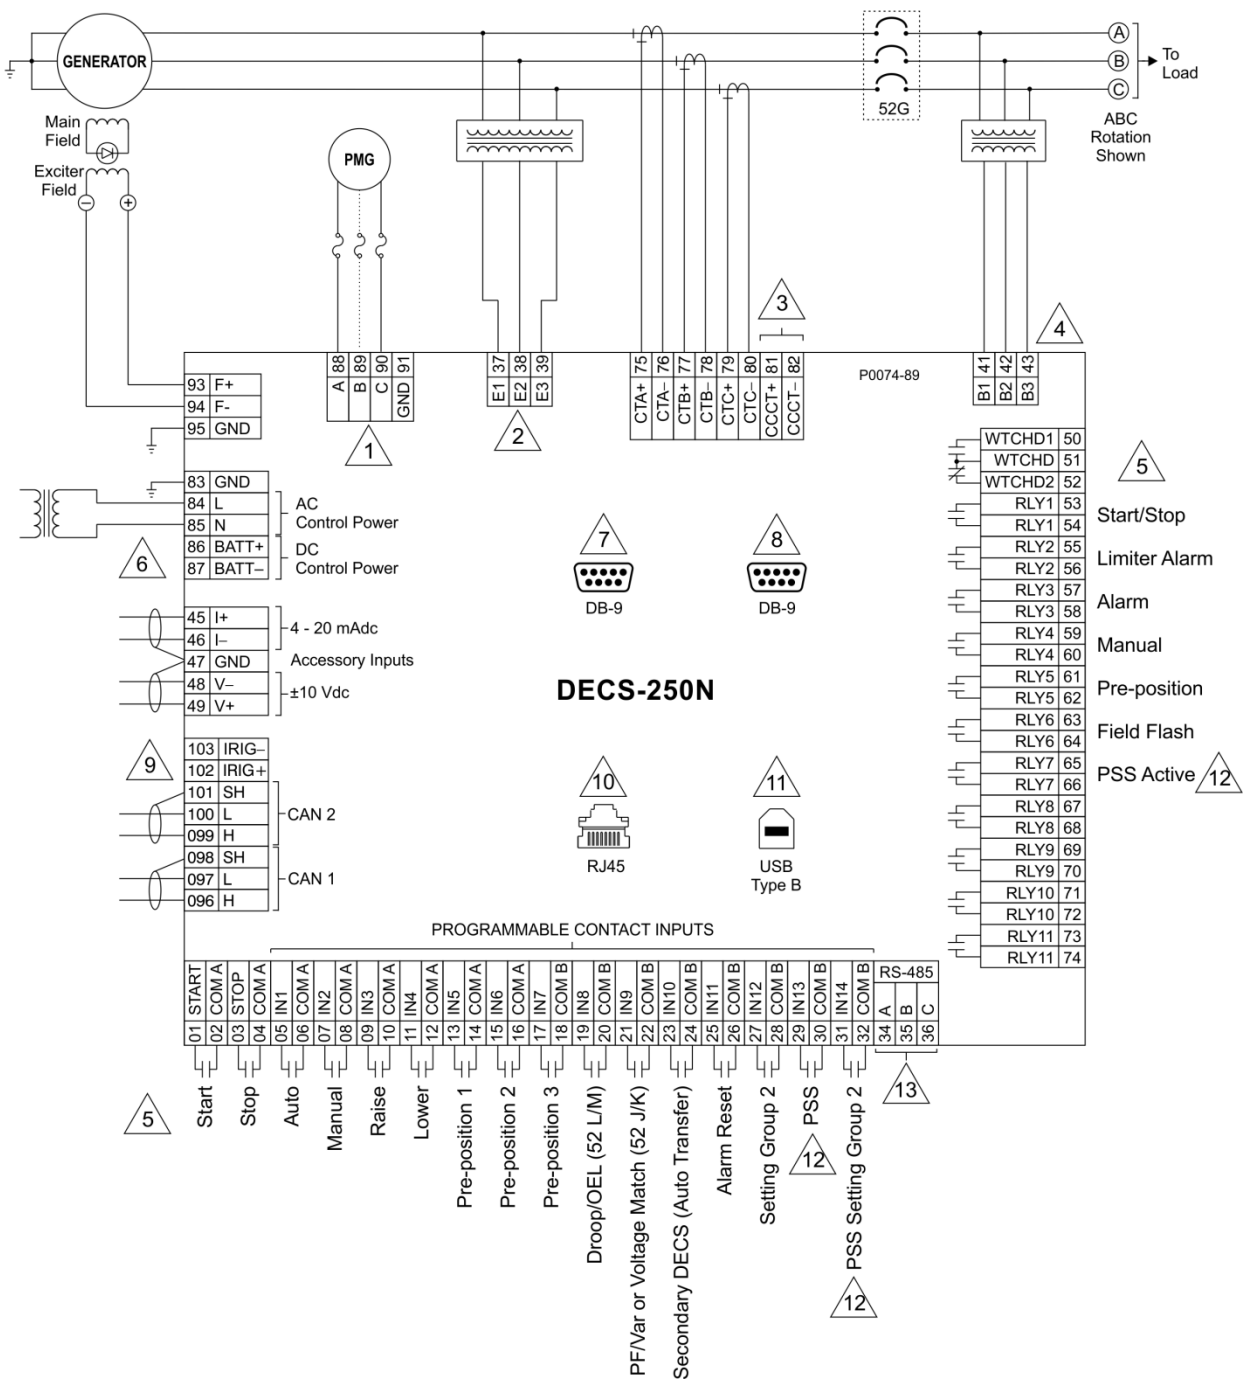 GENERATOR
A
B
C
To
Load
52G
ABC
Rotation
Shown
Main
Field
Exciter
Field
−
+
PMG
3
4
A 88
B 89
C 90
GND 91
E1 37
E2 38
E3 39
CTA+ 75
CTA– 76
CTB+ 77
CTB– 78
CTC+ 79
CTC– 80
CCCT+ 81
CCCT– 82
P0074-89
B1 41
B2 42
B3 43
1
2
93 F+
94 F-
95 GND
83 GND
84 L
85 N
AC
Control Power
86 BATT+
87 BATT–
DC
Control Power
6
45 I+
46 I–
4 - 20 mAdc
47 GND
Accessory Inputs
48 V–
49 V+
±10 Vdc
9
103 IRIG–
102 IRIG+
101 SH
100 L
099 H
CAN 2
098 SH
097 L
096 H
CAN 1
7
DB-9
8
DB-9
DECS-250N
10
RJ45
11
USB
Type B
WTCHD1 50
WTCHD 51
WTCHD2 52
5
RLY1 53
RLY1 54
Start/Stop
RLY2 55
RLY2 56
Limiter Alarm
RLY3 57
RLY3 58
Alarm
RLY4 59
RLY4 60
Manual
RLY5 61
RLY5 62
Pre-position
RLY6 63
RLY6 64
Field Flash
RLY7 65
RLY7 66
PSS Active 12
RLY8 67
RLY8 68
RLY9 69
RLY9 70
RLY10 71
RLY10 72
RLY11 73
RLY11 74
PROGRAMMABLE CONTACT INPUTS
01 START
02 COM A
03 STOP
04 COM A
05 IN1
06 COM A
07 IN2
08 COM A
09 IN3
10 COM A
11 IN4
12 COM A
13 IN5
14 COM A
15 IN6
16 COM A
17 IN7
18 COM B
19 IN8
20 COM B
21 IN9
22 COM B
23 IN10
24 COM B
25 IN11
26 COM B
27 IN12
28 COM B
29 IN13
30 COM B
31 IN14
32 COM B
RS-485
34 A
35 B
36 C
5
Start
Stop
Auto
Manual
Raise
Lower
Pre-position 1
Pre-position 2
Pre-position 3
Droop/OEL (52 L/M)
PF/Var or Voltage Match (52 J/K)
Secondary DECS (Auto Transfer)
Alarm Reset
Setting Group 2
PSS
12
PSS Setting Group 2
12
13